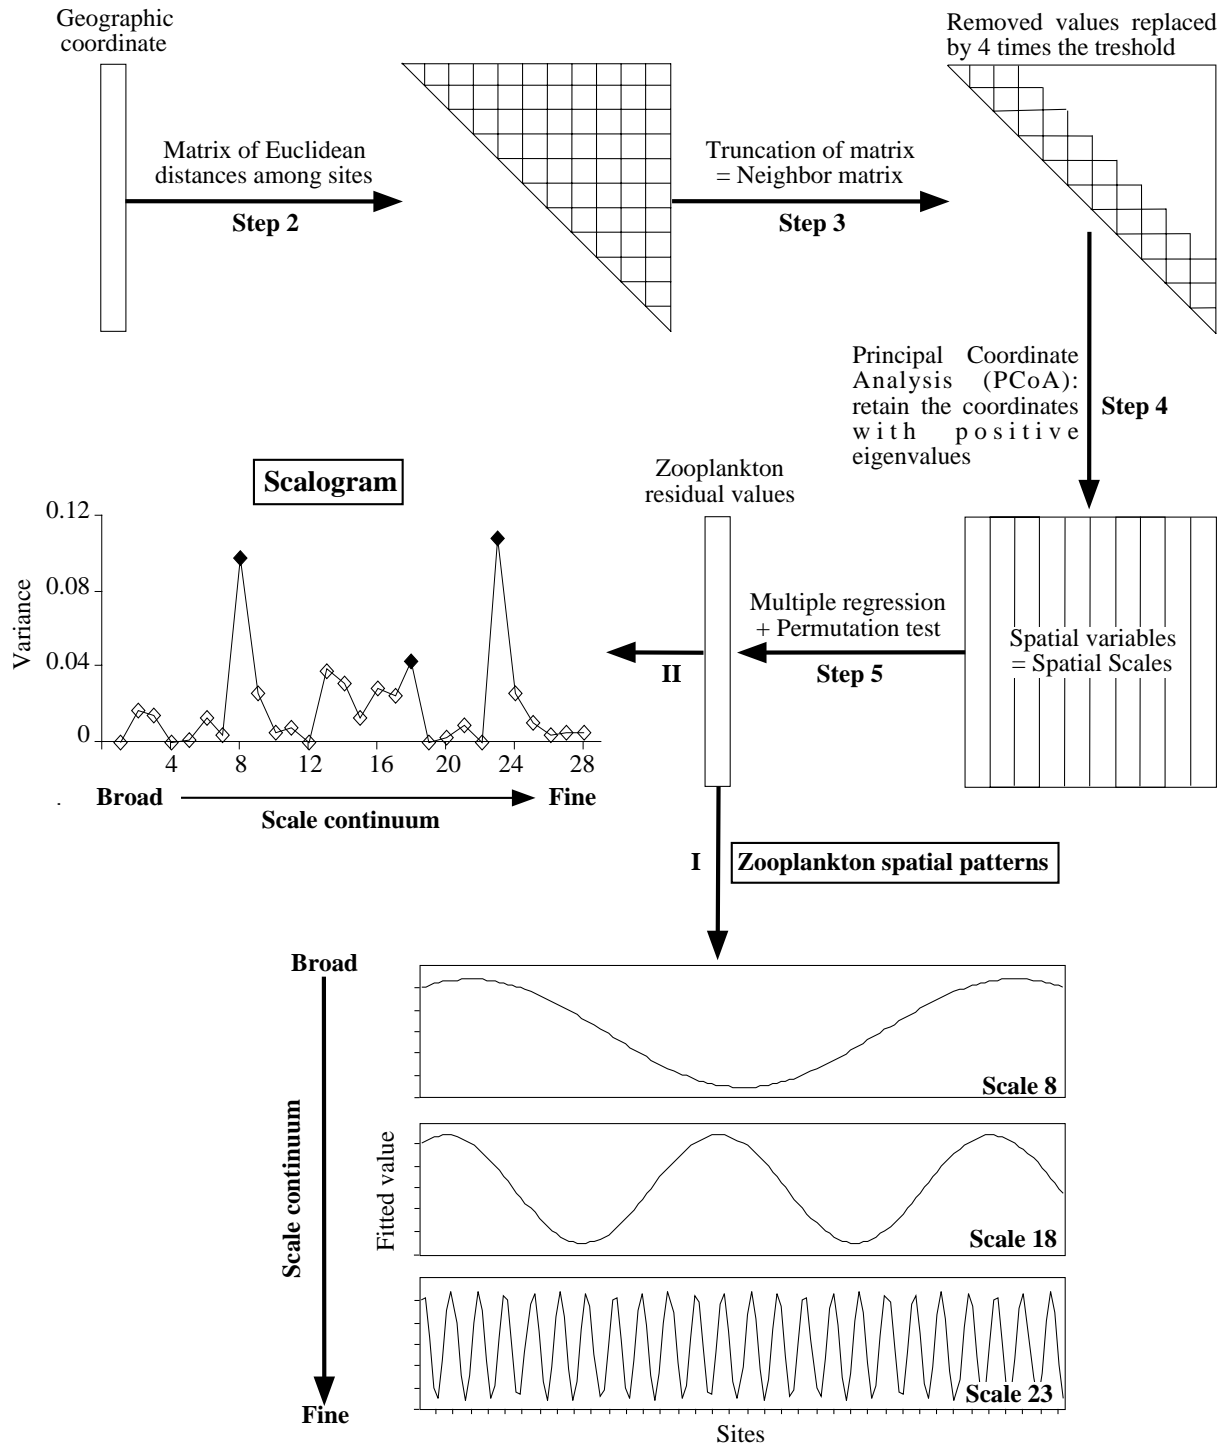 Geographic
coordinate
Removed values replaced
by 4 times the treshold
Matrix of Euclidean
distances among sites
Step 2
Truncation of matrix
= Neighbor matrix
Step 3
Principal Coordinate
Analysis (PCoA):
retain the coordinates
with positive
eigenvalues
Step 4
Scalogram
Zooplankton
residual values
Multiple regression
+ Permutation test
Step 5
Spatial variables
= Spatial Scales
II
Variance
0.12
0.08
0.04
0
4 8 12 16 20 24 28
Broad
Fine
Scale continuum
I
Zooplankton spatial patterns
Broad
Scale continuum
Fine
Fitted value
Scale 8
Scale 18
Scale 23
Sites